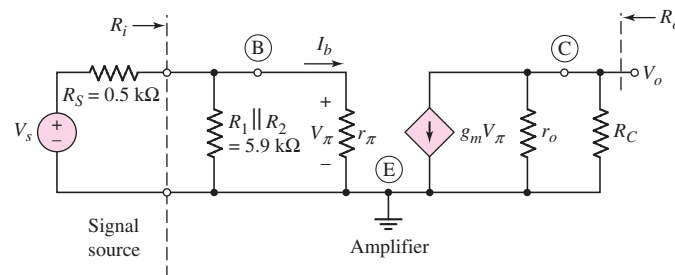 R_i
R_o
B
I_b
C
V_o
R_S = 0.5 kΩ
V_s
+
−
R_1 || R_2
= 5.9 kΩ
+
V_π
−
r_π
g_mV_π
r_o
R_C
E
Signal
source
Amplifier